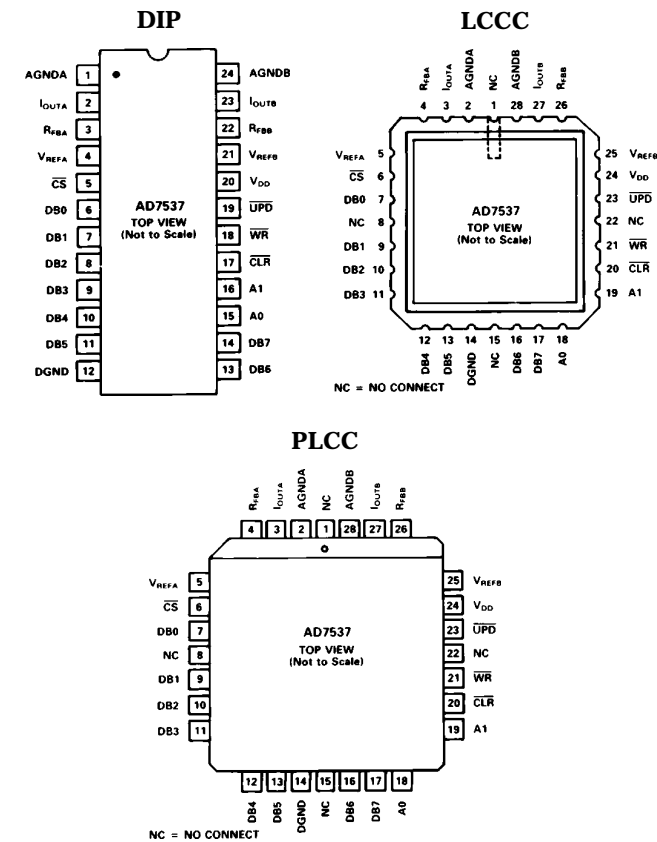 DIP
AGNDA 1
IOUTA 2
RFBA 3
VREFA 4
CS 5
DB0 6
DB1 7
DB2 8
DB3 9
DB4 10
DB5 11
DGND 12
AD7537
TOP VIEW
(Not to Scale)
24 AGNDB
23 IOUTB
22 RFBB
21 VREFB
20 VDD
19 UPD
18 WR
17 CLR
16 A1
15 A0
14 DB7
13 DB6
LCCC
RFBA IOUTA AGNDA NC AGNDB IOUTB RFBB
4 3 2 1 28 27 26
VREFA 5
CS 6
DB0 7
NC 8
DB1 9
DB2 10
DB3 11
AD7537
TOP VIEW
(Not to Scale)
25 VREFB
24 VDD
23 UPD
22 NC
21 WR
20 CLR
19 A1
12 13 14 15 16 17 18
DB4 DB5 DGND NC DB6 DB7 A0
NC = NO CONNECT
PLCC
RFBA IOUTA AGNDA NC AGNDB IOUTB RFBB
4 3 2 1 28 27 26
VREFA 5
CS 6
DB0 7
NC 8
DB1 9
DB2 10
DB3 11
AD7537
TOP VIEW
(Not to Scale)
25 VREFB
24 VDD
23 UPD
22 NC
21 WR
20 CLR
19 A1
12 13 14 15 16 17 18
DB4 DB5 DGND NC DB6 DB7 A0
NC = NO CONNECT